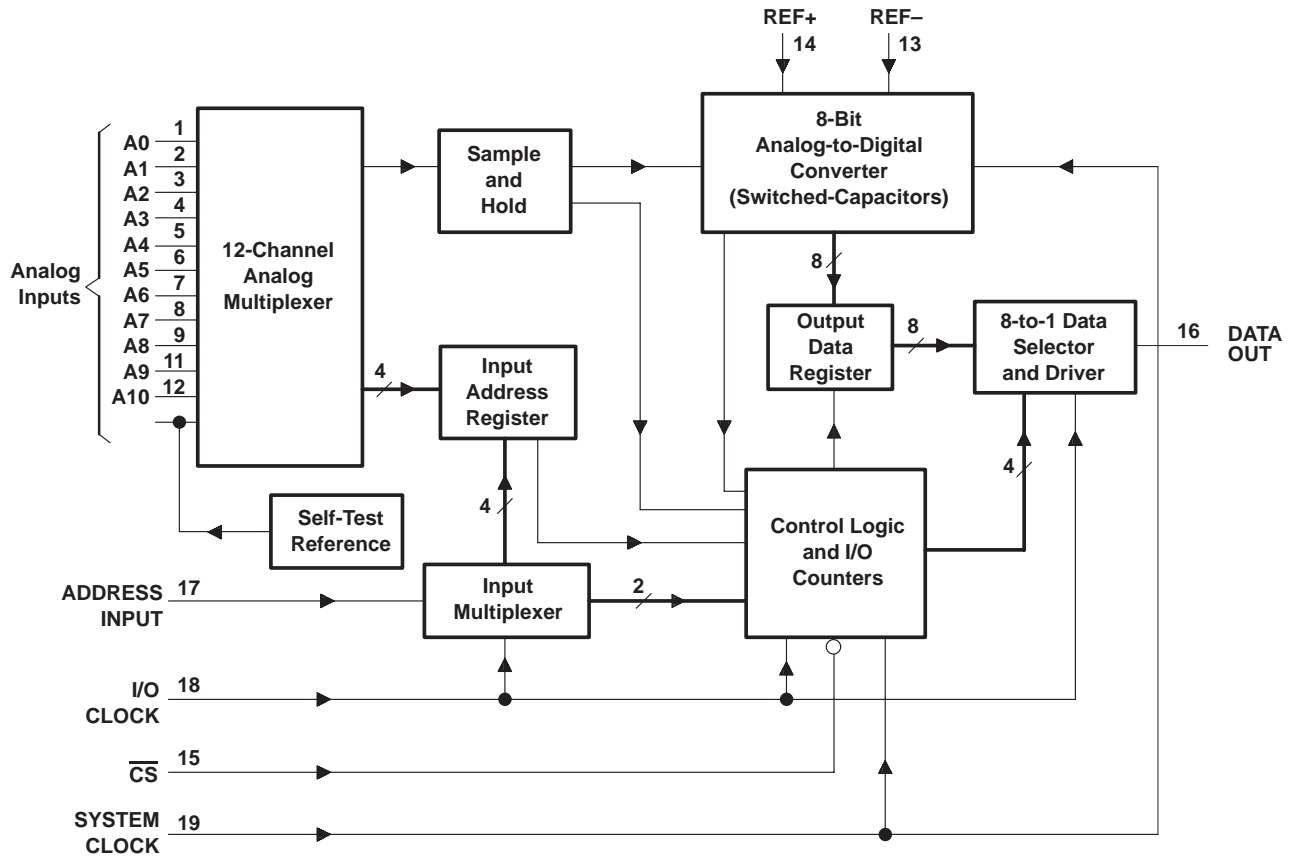 REF+
REF–
14
13
8-Bit
Analog-to-Digital
Converter
(Switched-Capacitors)
Analog
Inputs
A0
1
A1
2
A2
3
A3
4
A4
5
A5
6
A6
7
A7
8
A8
9
A9
11
A10
12
12-Channel
Analog
Multiplexer
Sample
and
Hold
8
Output
Data
Register
8
8-to-1 Data
Selector
and Driver
16
DATA
OUT
4
Input
Address
Register
4
4
Self-Test
Reference
Control Logic
and I/O
Counters
ADDRESS
INPUT
17
Input
Multiplexer
2
I/O
CLOCK
18
CS
15
SYSTEM
CLOCK
19